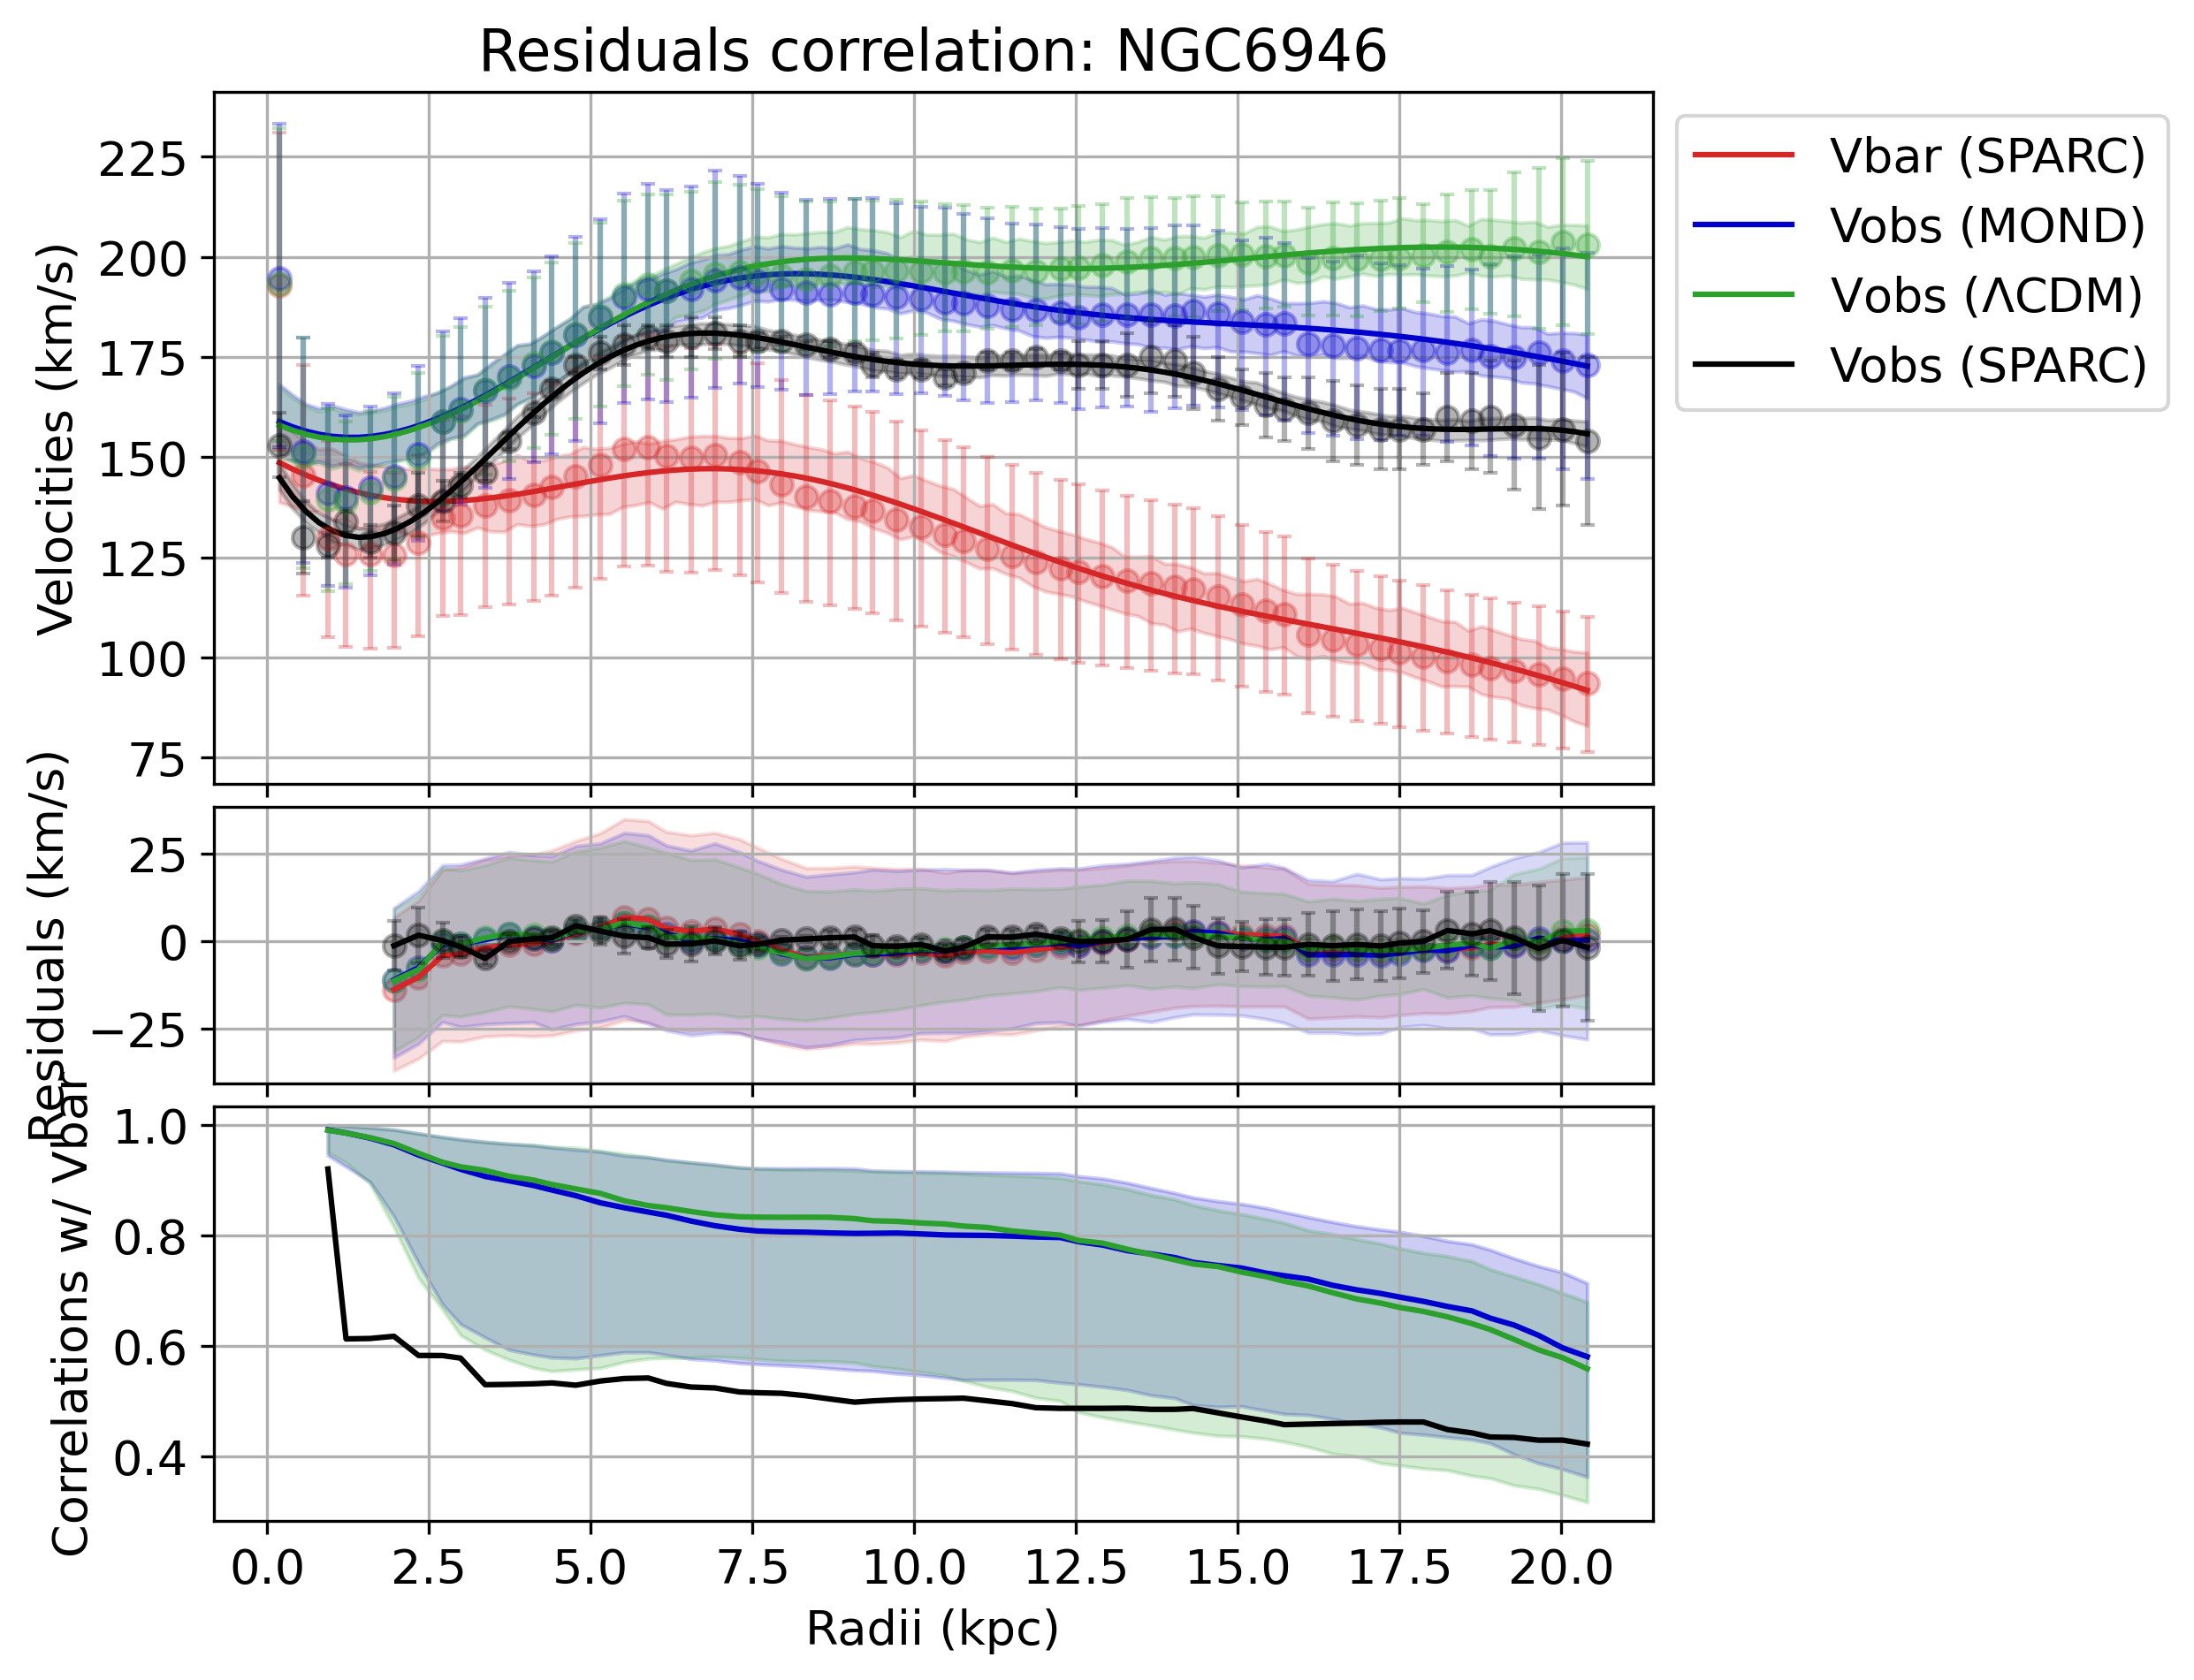 Residuals correlation: NGC6946
Velocities (km/s)
225
200
175
150
125
100
75
Vbar (SPARC)
Vobs (MOND)
Vobs (ΛCDM)
Vobs (SPARC)
Residuals (km/s)
25
0
−25
Correlations w/ Vbar
1.0
0.8
0.6
0.4
0.0 2.5 5.0 7.5 10.0 12.5 15.0 17.5 20.0
Radii (kpc)